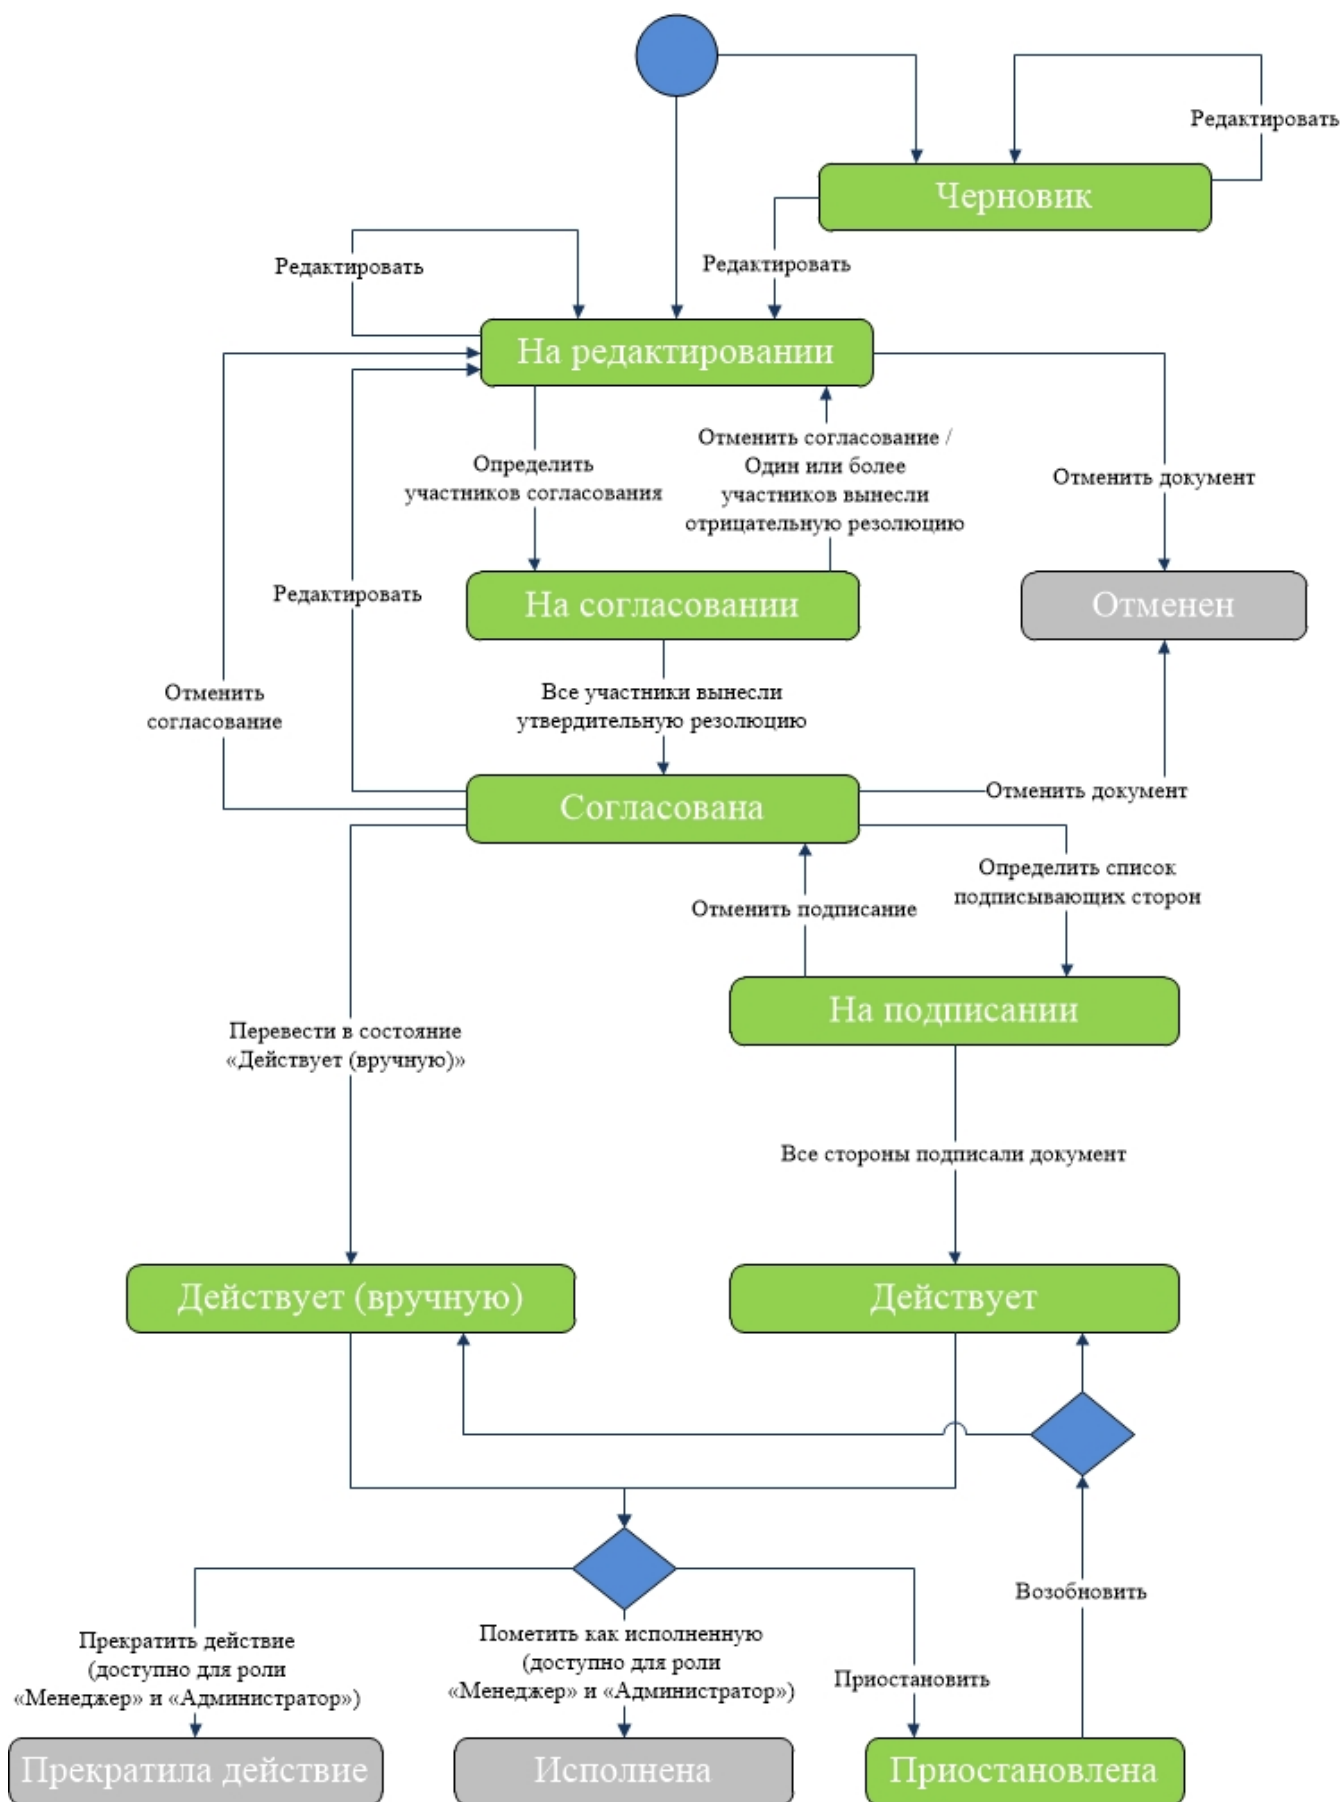 Редактировать
Черновик
Редактировать
Редактировать
На редактировании
Отменить согласование /
Один или более
участников вынесли
отрицательную резолюцию
Определить
участников согласования
Отменить документ
Редактировать
На согласовании
Отменен
Отменить
согласование
Все участники вынесли
утвердительную резолюцию
Отменить документ
Согласована
Определить список
подписывающих сторон
Отменить подписание
На подписании
Перевести в состояние
«Действует (вручную)»
Все стороны подписали документ
Действует (вручную)
Действует
Возобновить
Прекратить действие
(доступно для роли
«Менеджер» и «Администратор»)
Пометить как исполненную
(доступно для роли
«Менеджер» и «Администратор»)
Приостановить
Прекратила действие
Исполнена
Приостановлена